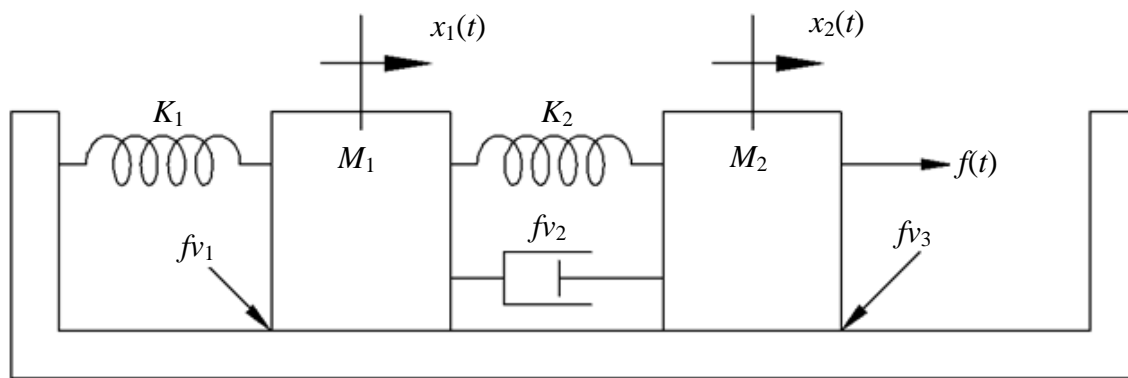 x₁(t)
x₂(t)
K₁
K₂
M₁
M₂
f(t)
fv₁
fv₂
fv₃